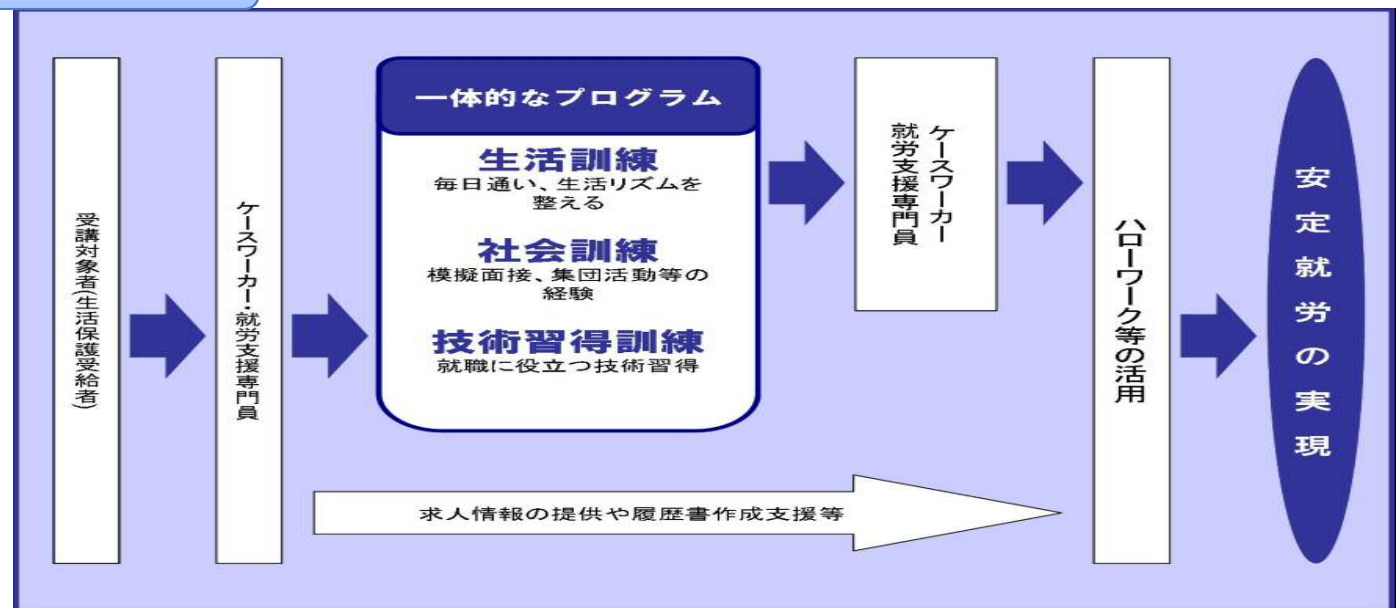 受講対象者(生活保護受給者)
ケースワーカー・就労支援専門員
一体的なプログラム
生活訓練
毎日通い、生活リズムを
整える
社会訓練
模擬面接、集団活動等の
経験
技術習得訓練
就職に役立つ技術習得
ケースワーカー
就労支援専門員
ハローワーク等の活用
安定就労の実現
求人情報の提供や履歴書作成支援等